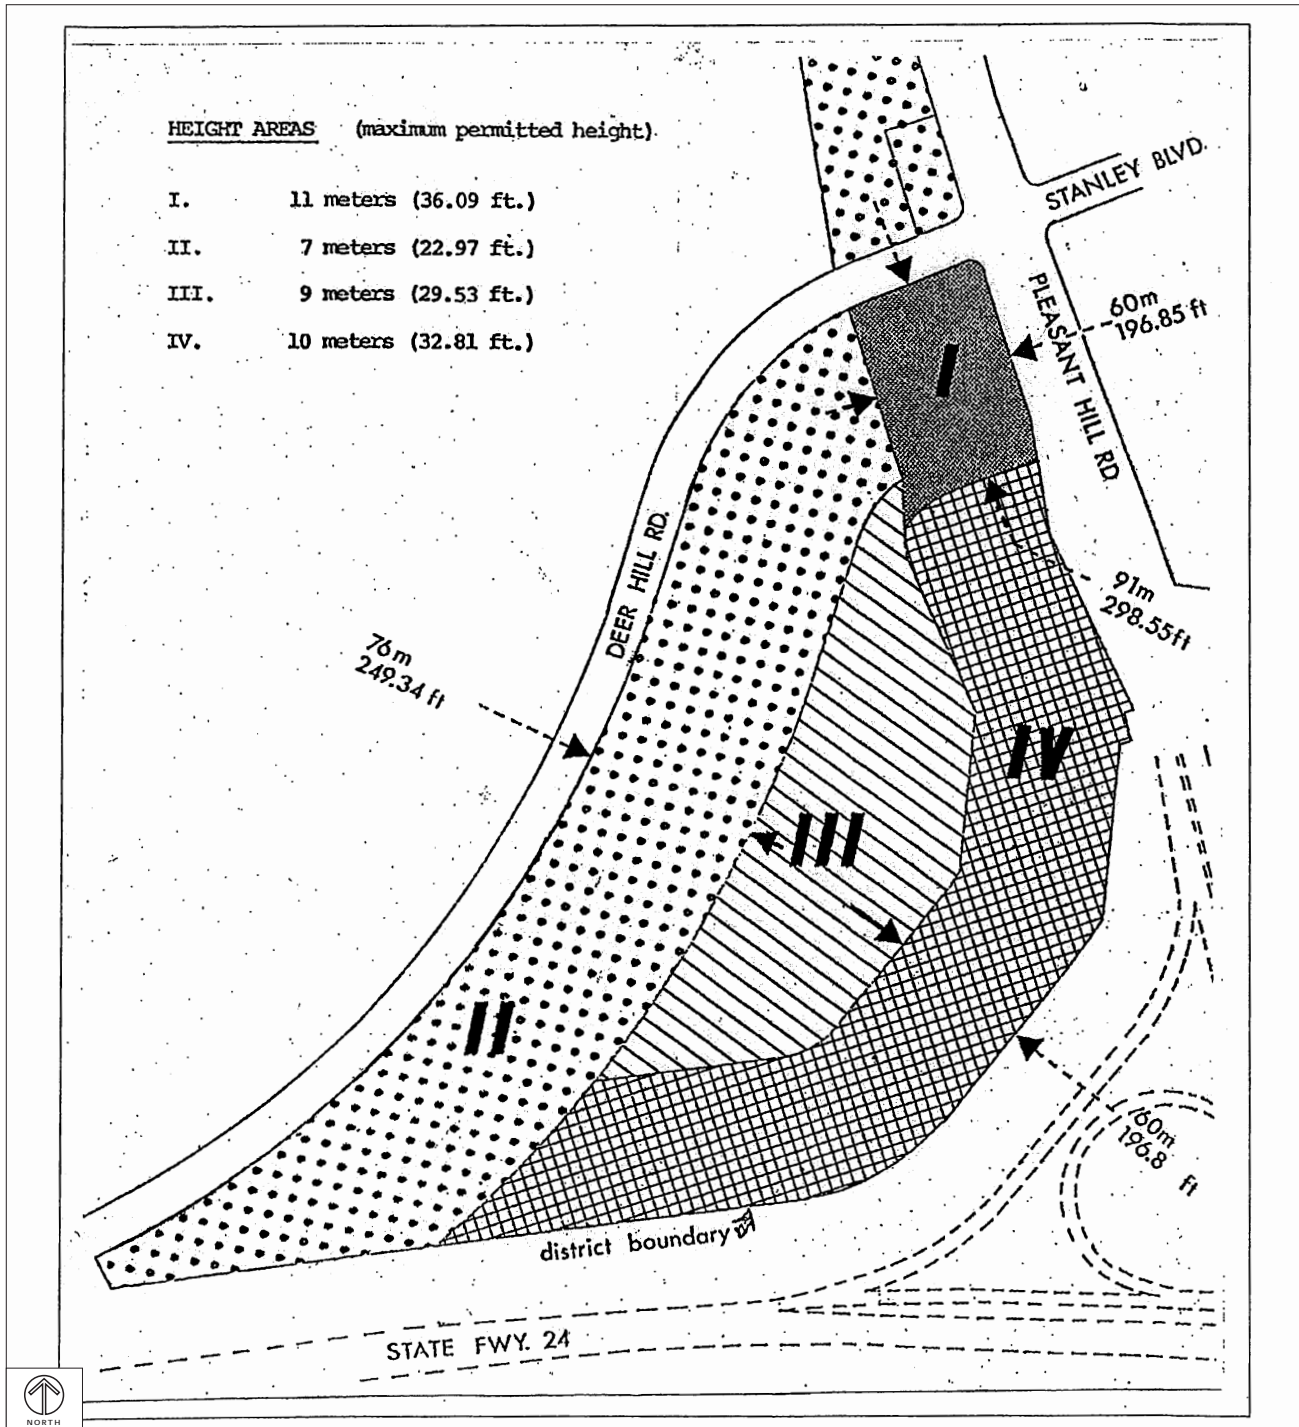 HEIGHT AREAS (maximum permitted height)
I. 11 meters (36.09 ft.)
II. 7 meters (22.97 ft.)
III. 9 meters (29.53 ft.)
IV. 10 meters (32.81 ft.)
STANLEY BLVD.
PLEASANT HILL RD.
60m
196.85 ft
I
DEER HILL RD.
91m
298.55 ft
76m
249.34 ft
IV
III
II
60m
196.8 ft
district boundary
STATE FWY. 24
NORTH